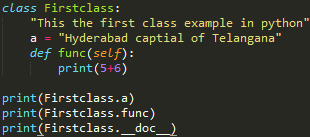 class Firstclass:
    "This the first class example in python"
    a = "Hyderabad captial of Telangana"
    def func(self):
        print(5+6)

print(Firstclass.a)
print(Firstclass.func)
print(Firstclass.__doc__)